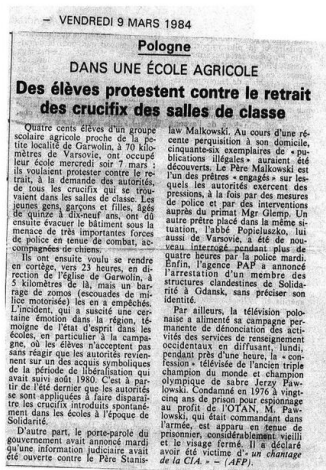 – VENDREDI 9 MARS 1984
Pologne
DANS UNE ÉCOLE AGRICOLE
Des élèves protestent contre le retrait
des crucifix des salles de classe
Quatre cents élèves d'un groupe
scolaire agricole proche de la pe-
tite localité de Garwolin, à 70 kilo-
mètres de Varsovie, ont occupé
leur école mercredi soir 7 mars :
ils voulaient protester contre le re-
trait, à la demande des autorités,
de tous les crucifix qui se trou-
vaient dans les salles de classe. Les
jeunes gens, garçons et filles, âgés
de quinze à dix-neuf ans, ont dû
ensuite évacuer le bâtiment sous la
menace de très importantes forces
de police en tenue de combat, ac-
compagnées de chiens.
Ils ont ensuite voulu se rendre
en cortège, vers 23 heures, en di-
rection de l'église de Garwolin, à
5 kilomètres de là, mais un bar-
rage de zomos (escouades de mi-
lice motorisée) les en a empêchés.
L'incident, qui a suscité une cer-
taine émotion dans la région, té-
moigne de l'état d'esprit dans les
écoles, en particulier à la campa-
gne, où les élèves n'acceptent pas
sans réagir que les autorités revien-
nent sur un des acquis symboliques
de la période de libéralisation qui
avait suivi août 1980. C'est à par-
tir de l'été dernier que les autorités
se sont appliquées à faire disparaî-
tre les crucifix introduits spontané-
ment dans les écoles à l'époque de
Solidarité.
D'autre part, le porte-parole du
gouvernement avait annoncé mardi
qu'une information judiciaire avait
été ouverte contre le Père Stanis-
law Malkowski. Au cours d'une ré-
cente perquisition à son domicile,
cinquante-six exemplaires de « pu-
blications illégales » auraient été
découverts. Le Père Malkowski est
l'un des prêtres « engagés » sur les-
quels les autorités exercent des
pressions, à la fois par des mesures
de police et par des interventions
auprès du primat Mgr Glemp. Un
autre prêtre placé dans la même si-
tuation, l'abbé Popieluszko, lui
aussi de Varsovie, a été de nou-
veau interrogé pendant plus de
quatre heures par la police mardi.
Enfin, l'agence PAP a annoncé
l'arrestation d'un membre des
structures clandestines de Solida-
rité à Gdansk, sans préciser son
identité.
Par ailleurs, la télévision polo-
naise a alimenté sa campagne per-
manente de dénonciation des acti-
vités des services de renseignement
occidentaux en diffusant, lundi,
pendant près d'une heure, la « con-
fession » télévisée de l'ancien triple
champion du monde et champion
olympique de sabre Jerzy Paw-
lowski. Condamné en 1976 à vingt-
cinq ans de prison pour espionnage
au profit de l'OTAN, M. Paw-
lowski, qui était commandant dans
l'armée, est apparu en tenue de
prisonnier, considérablement vieilli
et le visage fermé. Il a déclaré
avoir été victime d'« un chantage
de la CIA ». – (AFP).